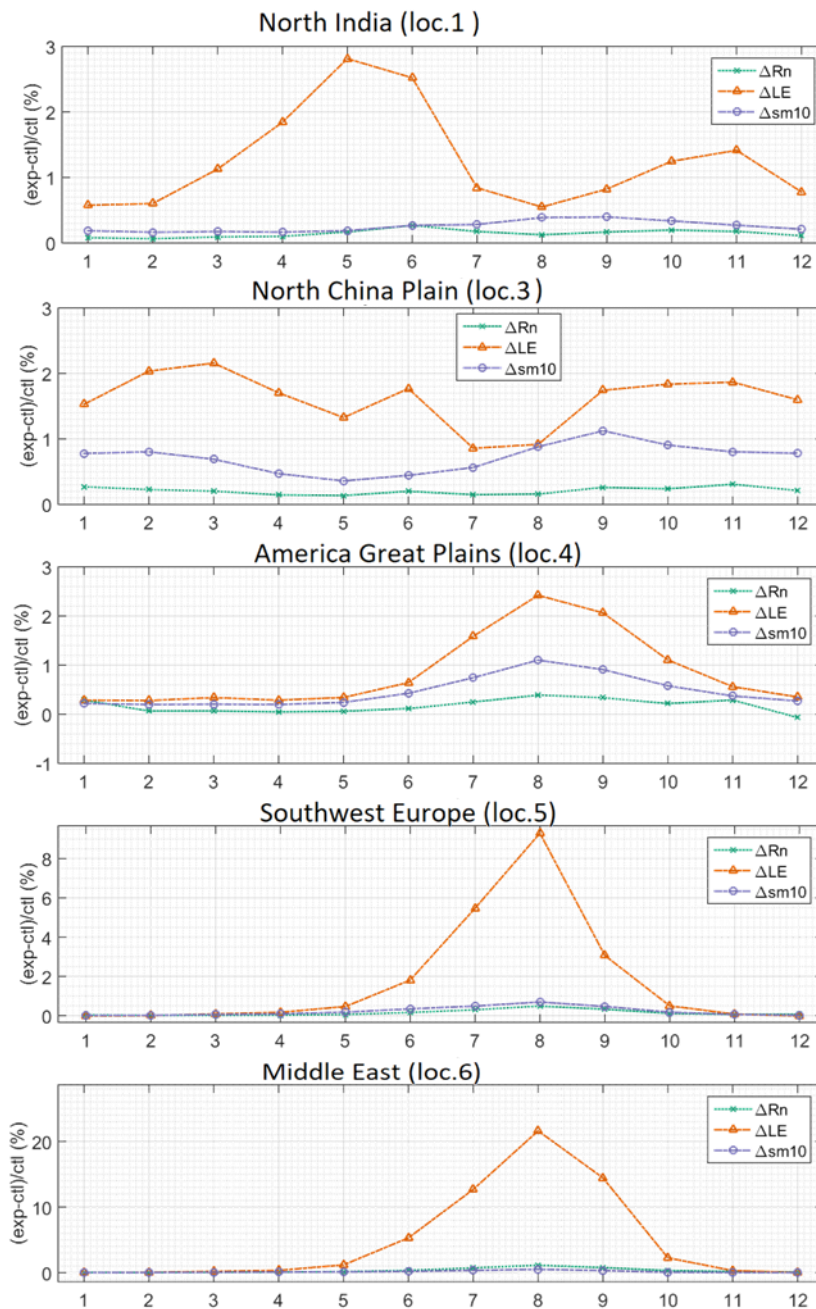 North India (loc.1 )
3
2
1
0
(exp-ctl)/ctl (%)
ΔRn
ΔLE
Δsm10
1 2 3 4 5 6 7 8 9 10 11 12
North China Plain (loc.3 )
3
2
1
0
(exp-ctl)/ctl (%)
ΔRn
ΔLE
Δsm10
1 2 3 4 5 6 7 8 9 10 11 12
America Great Plains (loc.4)
3
2
1
0
-1
(exp-ctl)/ctl (%)
ΔRn
ΔLE
Δsm10
1 2 3 4 5 6 7 8 9 10 11 12
Southwest Europe (loc.5)
8
6
4
2
0
(exp-ctl)/ctl (%)
ΔRn
ΔLE
Δsm10
1 2 3 4 5 6 7 8 9 10 11 12
Middle East (loc.6)
20
10
0
(exp-ctl)/ctl (%)
ΔRn
ΔLE
Δsm10
1 2 3 4 5 6 7 8 9 10 11 12